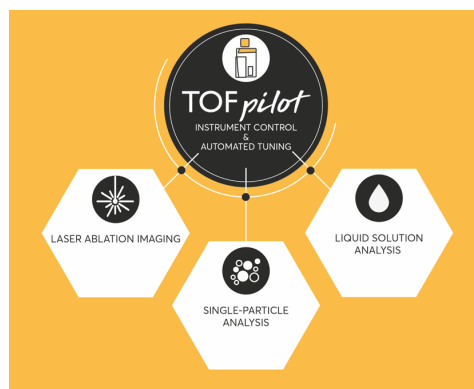 TOFpilot
INSTRUMENT CONTROL
&
AUTOMATED TUNING
LASER ABLATION IMAGING
LIQUID SOLUTION
ANALYSIS
SINGLE-PARTICLE
ANALYSIS